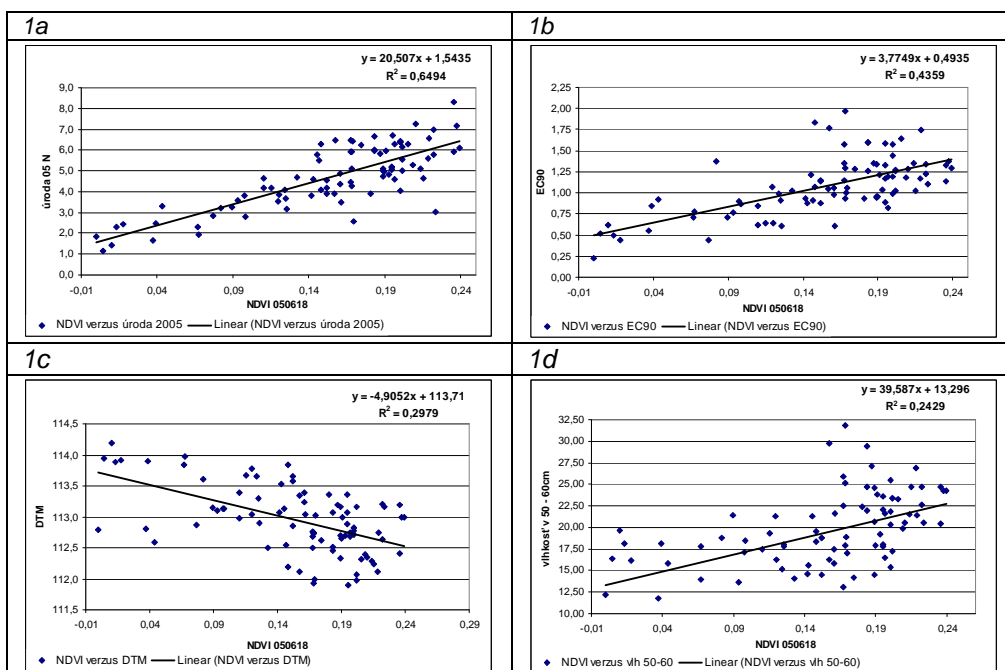 1a
1b
y = 20,507x + 1,5435
R² = 0,6494
úroda 05 N
9,0
8,0
7,0
6,0
5,0
4,0
3,0
2,0
1,0
0,0
-0,01 0,04 0,09 0,14 0,19 0,24
NDVI 050618
NDVI verzus úroda 2005 Linear (NDVI verzus úroda 2005)
y = 3,7749x + 0,4935
R² = 0,4359
EC90
2,25
2,00
1,75
1,50
1,25
1,00
0,75
0,50
0,25
0,00
-0,01 0,04 0,09 0,14 0,19 0,24
NDVI 050618
NDVI versus EC90 Linear (NDVI versus EC90)
1c
1d
y = -4,9052x + 113,71
R² = 0,2979
DTM
114,5
114,0
113,5
113,0
112,5
112,0
111,5
-0,01 0,04 0,09 0,14 0,19 0,24
NDVI 050618
NDVI versus DTM Linear (NDVI versus DTM)
y = 39,587x + 13,296
R² = 0,2429
vlhkosť v 50 - 60cm
32,50
30,00
27,50
25,00
22,50
20,00
17,50
15,00
12,50
10,00
-0,01 0,04 0,09 0,14 0,19 0,24
NDVI 050618
NDVI versus vlh 50-60 Linear (NDVI versus vlh 50-60)